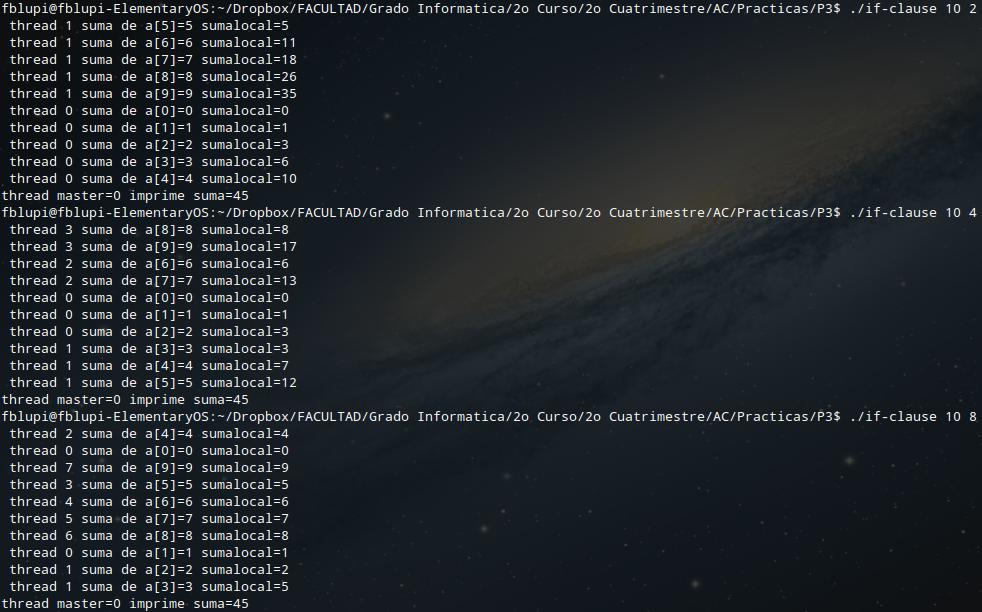 fblupi@fblupi-ElementaryOS:~/Dropbox/FACULTAD/Grado Informatica/2o Curso/2o Cuatrimestre/AC/Practicas/P3$ ./if-clause 10 2
thread 1 suma de a[5]=5 sumalocal=5
thread 1 suma de a[6]=6 sumalocal=11
thread 1 suma de a[7]=7 sumalocal=18
thread 1 suma de a[8]=8 sumalocal=26
thread 1 suma de a[9]=9 sumalocal=35
thread 0 suma de a[0]=0 sumalocal=0
thread 0 suma de a[1]=1 sumalocal=1
thread 0 suma de a[2]=2 sumalocal=3
thread 0 suma de a[3]=3 sumalocal=6
thread 0 suma de a[4]=4 sumalocal=10
thread master=0 imprime suma=45
fblupi@fblupi-ElementaryOS:~/Dropbox/FACULTAD/Grado Informatica/2o Curso/2o Cuatrimestre/AC/Practicas/P3$ ./if-clause 10 4
thread 3 suma de a[8]=8 sumalocal=8
thread 3 suma de a[9]=9 sumalocal=17
thread 2 suma de a[6]=6 sumalocal=6
thread 2 suma de a[7]=7 sumalocal=13
thread 0 suma de a[0]=0 sumalocal=0
thread 0 suma de a[1]=1 sumalocal=1
thread 0 suma de a[2]=2 sumalocal=3
thread 1 suma de a[3]=3 sumalocal=3
thread 1 suma de a[4]=4 sumalocal=7
thread 1 suma de a[5]=5 sumalocal=12
thread master=0 imprime suma=45
fblupi@fblupi-ElementaryOS:~/Dropbox/FACULTAD/Grado Informatica/2o Curso/2o Cuatrimestre/AC/Practicas/P3$ ./if-clause 10 8
thread 2 suma de a[4]=4 sumalocal=4
thread 0 suma de a[0]=0 sumalocal=0
thread 7 suma de a[9]=9 sumalocal=9
thread 3 suma de a[5]=5 sumalocal=5
thread 4 suma de a[6]=6 sumalocal=6
thread 5 suma de a[7]=7 sumalocal=7
thread 6 suma de a[8]=8 sumalocal=8
thread 0 suma de a[1]=1 sumalocal=1
thread 1 suma de a[2]=2 sumalocal=2
thread 1 suma de a[3]=3 sumalocal=5
thread master=0 imprime suma=45